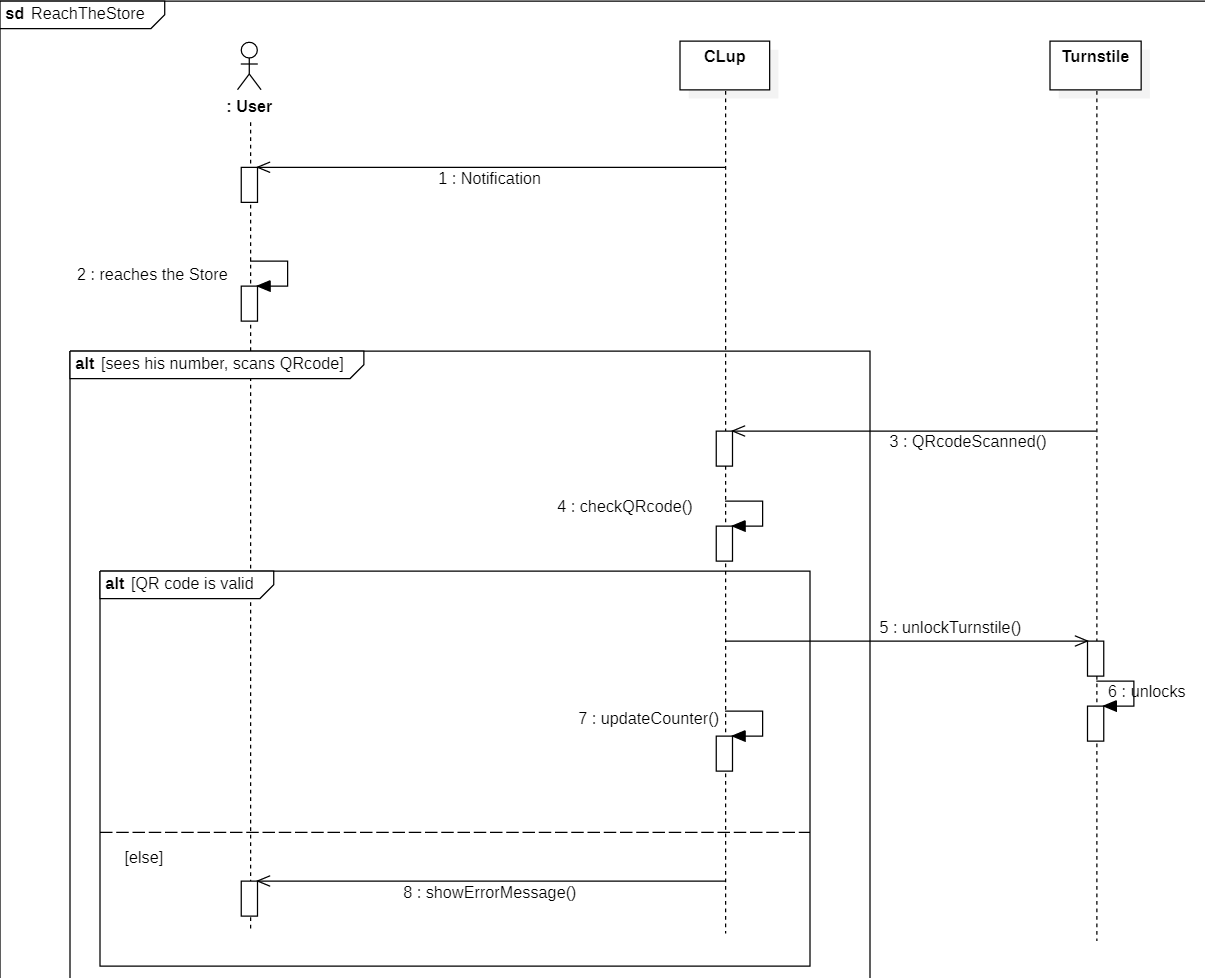 sd ReachTheStore
: User
CLup
Turnstile
1 : Notification
2 : reaches the Store
alt [sees his number, scans QRcode]
3 : QRcodeScanned()
4 : checkQRcode()
alt [QR code is valid
5 : unlockTurnstile()
6 : unlocks
7 : updateCounter()
[else]
8 : showErrorMessage()